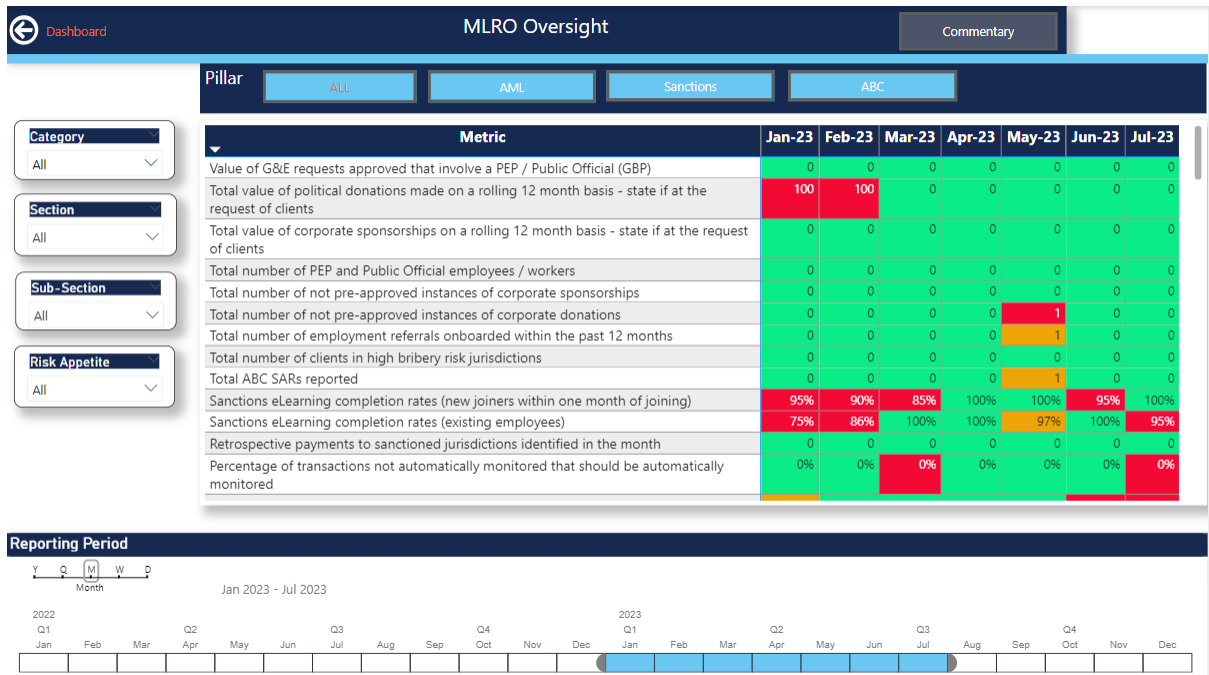 Dashboard
MLRO Oversight
Commentary
Pillar
ALL
AML
Sanctions
ABC
Category
All
Section
All
Sub-Section
All
Risk Appetite
All
Metric Jan-23 Feb-23 Mar-23 Apr-23 May-23 Jun-23 Jul-23
Value of G&E requests approved that involve a PEP / Public Official (GBP) 0 0 0 0 0 0 0
Total value of political donations made on a rolling 12 month basis - state if at the 100 100 0 0 0 0 0
request of clients
Total value of corporate sponsorships on a rolling 12 month basis - state if at the request 0 0 0 0 0 0 0
of clients
Total number of PEP and Public Official employees / workers 0 0 0 0 0 0 0
Total number of not pre-approved instances of corporate sponsorships 0 0 0 0 0 0 0
Total number of not pre-approved instances of corporate donations 0 0 0 0 1 0 0
Total number of employment referrals onboarded within the past 12 months 0 0 0 0 1 0 0
Total number of clients in high bribery risk jurisdictions 0 0 0 0 0 0 0
Total ABC SARs reported 0 0 0 0 1 0 0
Sanctions eLearning completion rates (new joiners within one month of joining) 95% 90% 85% 100% 100% 95% 100%
Sanctions eLearning completion rates (existing employees) 75% 86% 100% 100% 97% 100% 95%
Retrospective payments to sanctioned jurisdictions identified in the month 0 0 0 0 0 0 0
Percentage of transactions not automatically monitored that should be automatically 0% 0% 0% 0% 0% 0% 0%
monitored
Reporting Period
Y Q M W D
Month
Jan 2023 - Jul 2023
2022 2023
Q1 Q2 Q3 Q4 Q1 Q2 Q3 Q4
Jan Feb Mar Apr May Jun Jul Aug Sep Oct Nov Dec Jan Feb Mar Apr May Jun Jul Aug Sep Oct Nov Dec